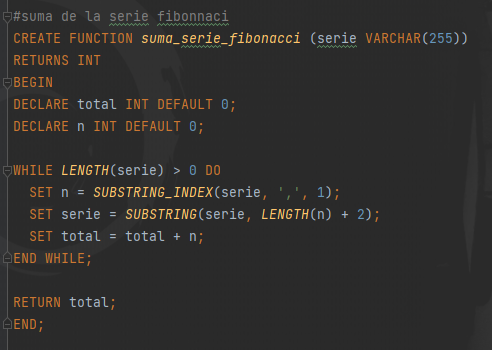 #suma de la serie fibonnaci
CREATE FUNCTION suma_serie_fibonacci (serie VARCHAR(255))
RETURNS INT
BEGIN
DECLARE total INT DEFAULT 0;
DECLARE n INT DEFAULT 0;
WHILE LENGTH(serie) > 0 DO
SET n = SUBSTRING_INDEX(serie, ',', 1);
SET serie = SUBSTRING(serie, LENGTH(n) + 2);
SET total = total + n;
END WHILE;
RETURN total;
END;